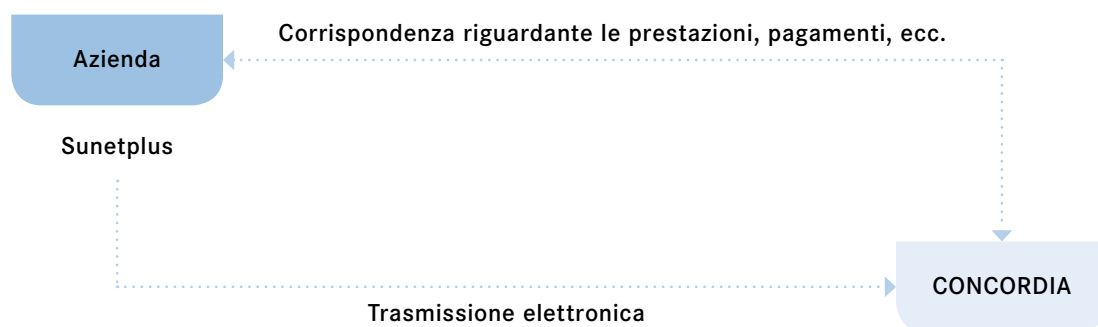 Corrispondenza riguardante le prestazioni, pagamenti, ecc.
Azienda
Sunetplus
CONCORDIA
Trasmissione elettronica